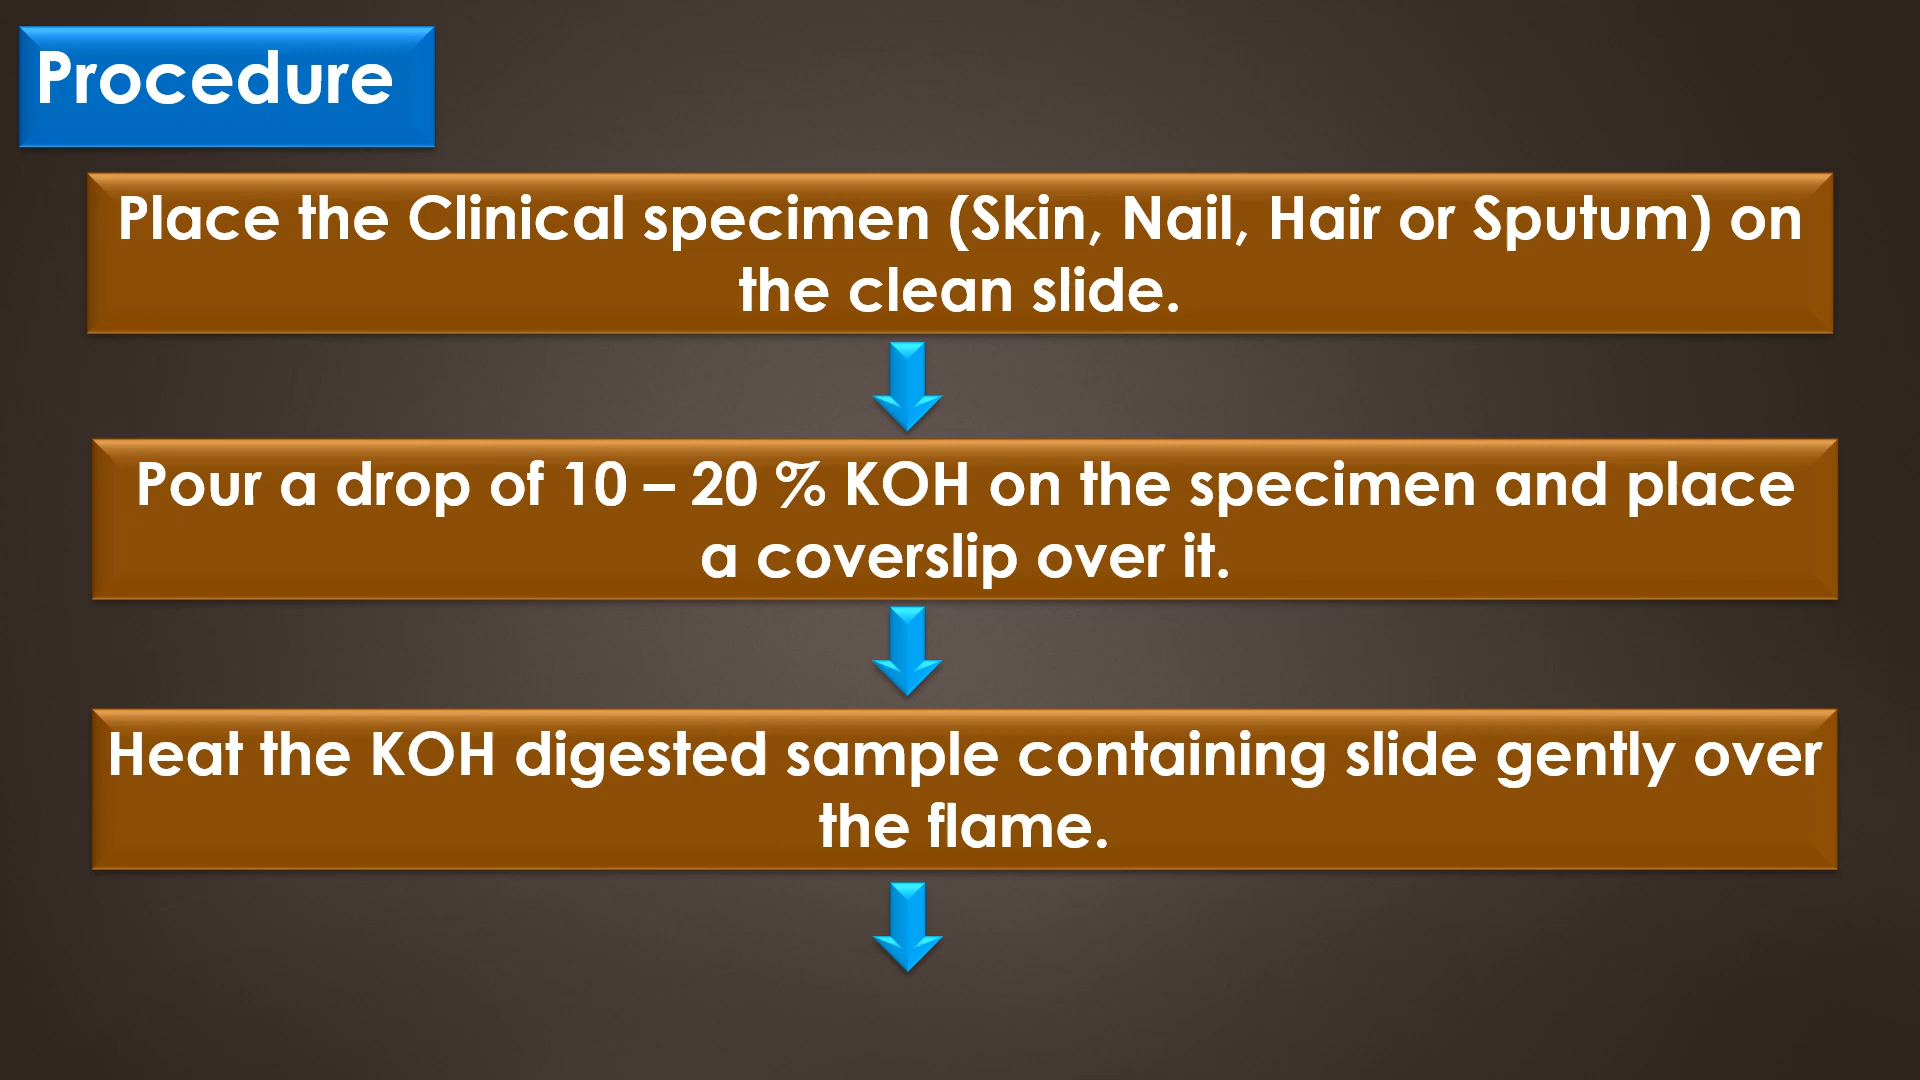 Procedure
Place the Clinical specimen (Skin, Nail, Hair or Sputum) on
the clean slide.
Pour a drop of 10 – 20 % KOH on the specimen and place
a coverslip over it.
Heat the KOH digested sample containing slide gently over
the flame.